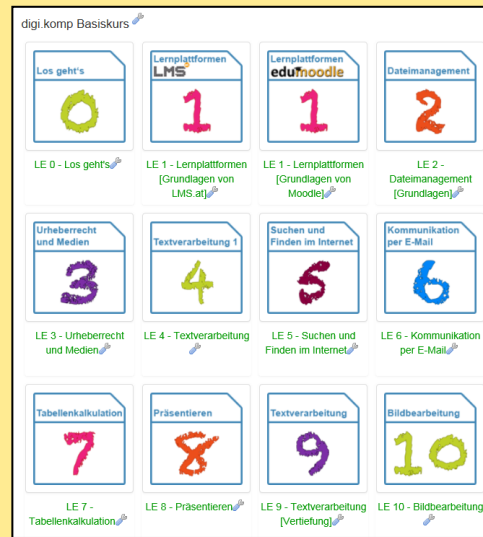 digi.komp Basiskurs
Los geht's
0
LE 0 - Los geht's
Lernplattformen
LMS
1
LE 1 - Lernplattformen
[Grundlagen von
LMS.at]
Lernplattformen
edumoodle
1
LE 1 - Lernplattformen
[Grundlagen von
Moodle]
Dateimanagement
2
LE 2 -
Dateimanagement
[Grundlagen]
Urheberrecht
und Medien
3
LE 3 - Urheberrecht
und Medien
Textverarbeitung 1
4
LE 4 - Textverarbeitung
Suchen und
Finden im Internet
5
LE 5 - Suchen und
Finden im Internet
Kommunikation
per E-Mail
6
LE 6 - Kommunikation
per E-Mail
Tabellenkalkulation
7
LE 7 -
Tabellenkalkulation
Präsentieren
8
LE 8 - Präsentieren
Textverarbeitung
9
LE 9 - Textverarbeitung
[Vertiefung]
Bildbearbeitung
10
LE 10 - Bildbearbeitung